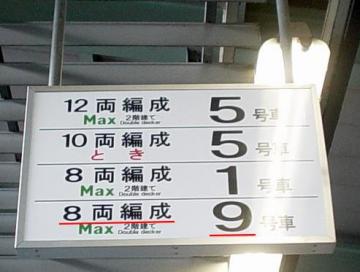 12両編成 5号車
Max 2階建て Double decker
10両編成 5号車
とき
8両編成 1号車
Max 2階建て Double decker
8両編成 9号車
Max 2階建て Double decker